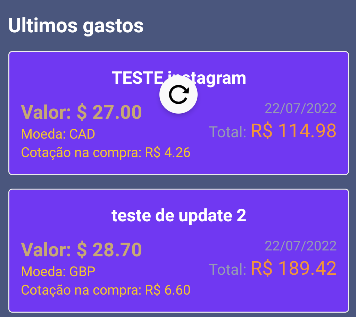 Ultimos gastos
TESTE instagram
Valor: $ 27.00
22/07/2022
Moeda: CAD
Total: R$ 114.98
Cotação na compra: R$ 4.26
teste de update 2
Valor: $ 28.70
22/07/2022
Moeda: GBP
Total: R$ 189.42
Cotação na compra: R$ 6.60